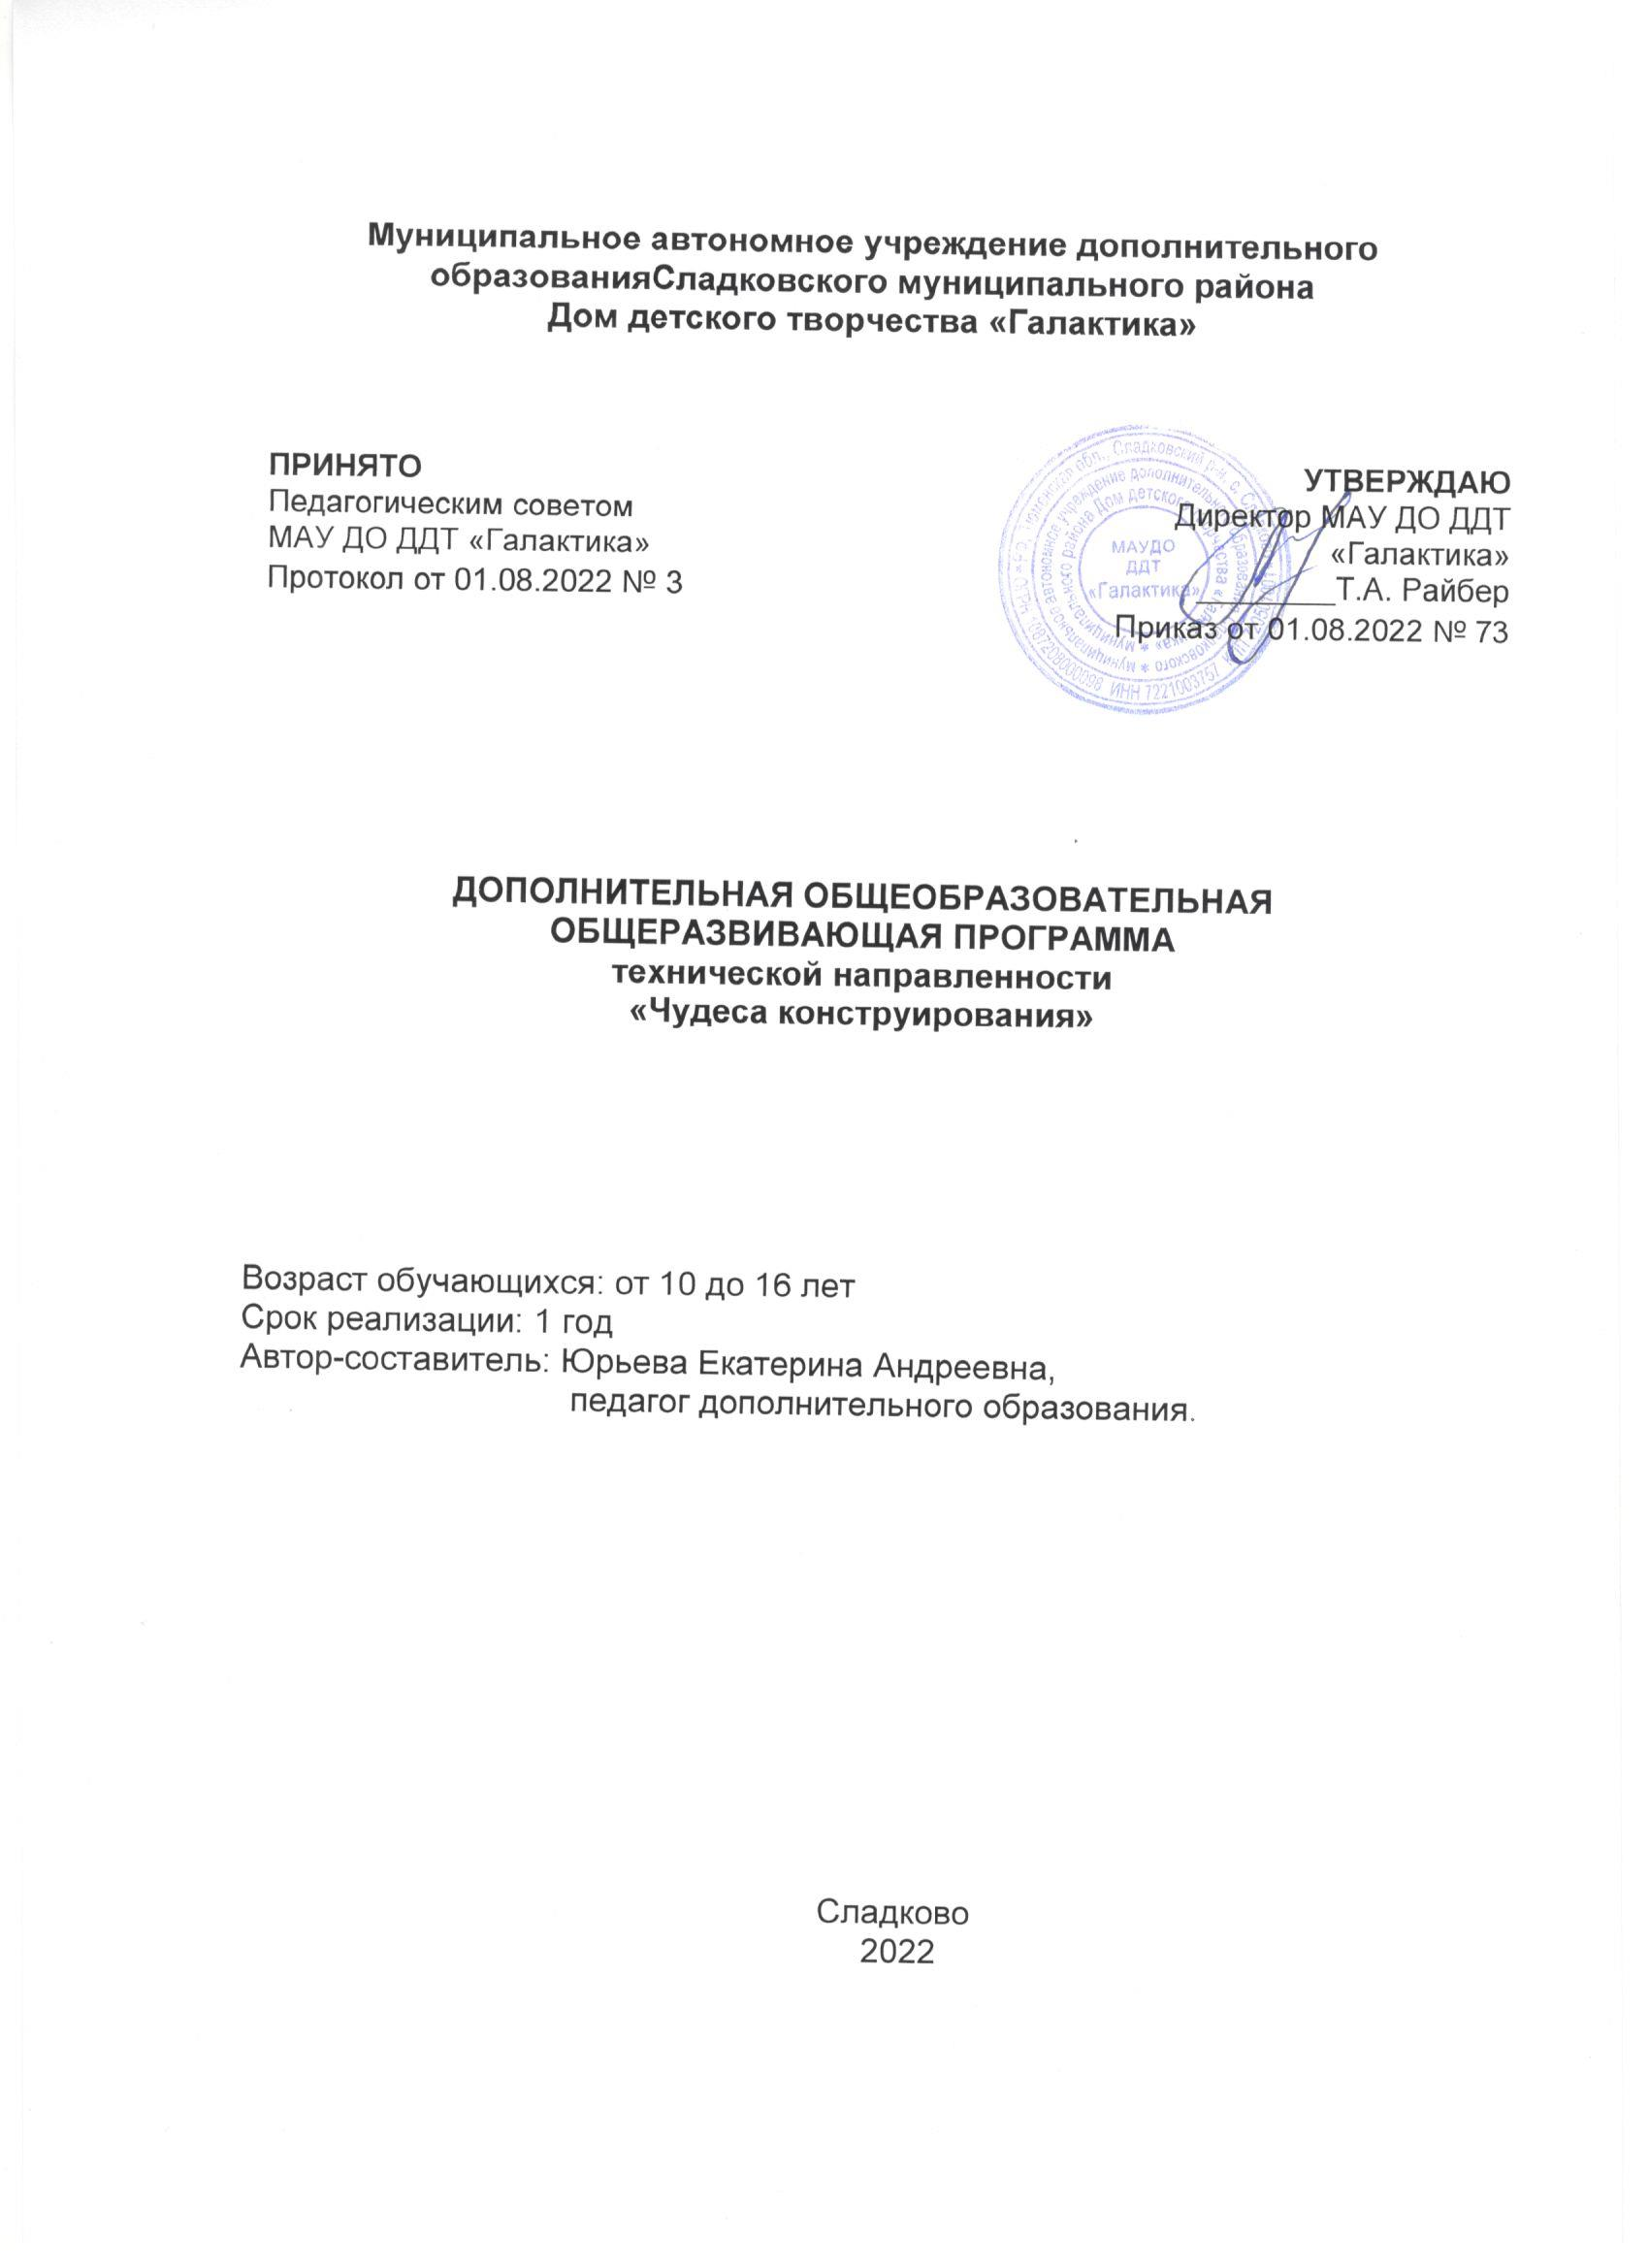 Муниципальное автономное учреждение дополнительного
образованияСладковского муниципального района
Дом детского творчества «Галактика»
ПРИНЯТО
Педагогическим советом
МАУ ДО ДДТ «Галактика»
Протокол от 01.08.2022 № 3
УТВЕРЖДАЮ
Директор МАУ ДО ДДТ
«Галактика»
________Т.А. Райбер
Приказ от 01.08.2022 № 73
МАУДО
ДДТ
«Галактика»
ИНН 7221003757
ДОПОЛНИТЕЛЬНАЯ ОБЩЕОБРАЗОВАТЕЛЬНАЯ
ОБЩЕРАЗВИВАЮЩАЯ ПРОГРАММА
технической направленности
«Чудеса конструирования»
Возраст обучающихся: от 10 до 16 лет
Срок реализации: 1 год
Автор-составитель: Юрьева Екатерина Андреевна,
педагог дополнительного образования.
Сладково
2022